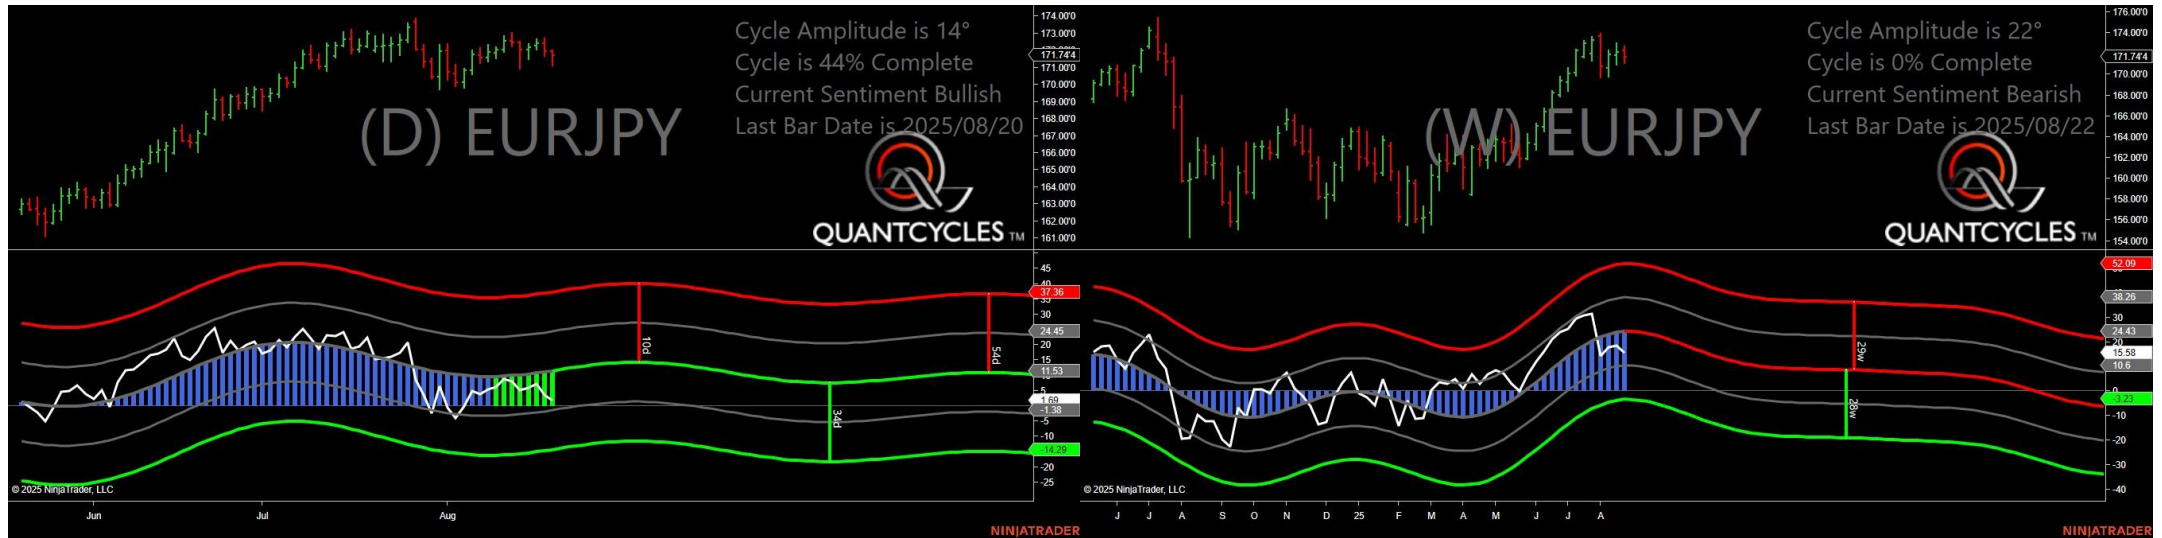 Cycle Amplitude is 14°
Cycle is 44% Complete
Current Sentiment Bullish
Last Bar Date is 2025/08/20
(D) EURJPY
QUANTCYCLES TM
174.00'0
171.74'4
171.00'0
170.00'0
169.00'0
168.00'0
167.00'0
166.00'0
165.00'0
164.00'0
163.00'0
162.00'0
161.00'0
45
37.36
35
30
24.45
20
15
11.53
5
1.69
-1.38
-5
-10
-14.29
-20
-25
10d
34d
54d
© 2025 NinjaTrader, LLC
Jun
Jul
Aug
NINJATRADER
Cycle Amplitude is 22°
Cycle is 0% Complete
Current Sentiment Bearish
Last Bar Date is 2025/08/22
(W) EURJPY
QUANTCYCLES TM
176.00'0
174.00'0
171.74'4
170.00'0
168.00'0
166.00'0
164.00'0
162.00'0
160.00'0
158.00'0
156.00'0
154.00'0
52.09
38.26
30
24.43
20
15.58
10.6
0
-3.23
-10
-20
-30
-40
29w
28w
© 2025 NinjaTrader, LLC
J
J
A
S
O
N
D
25
F
M
A
M
J
J
A
NINJATRADER